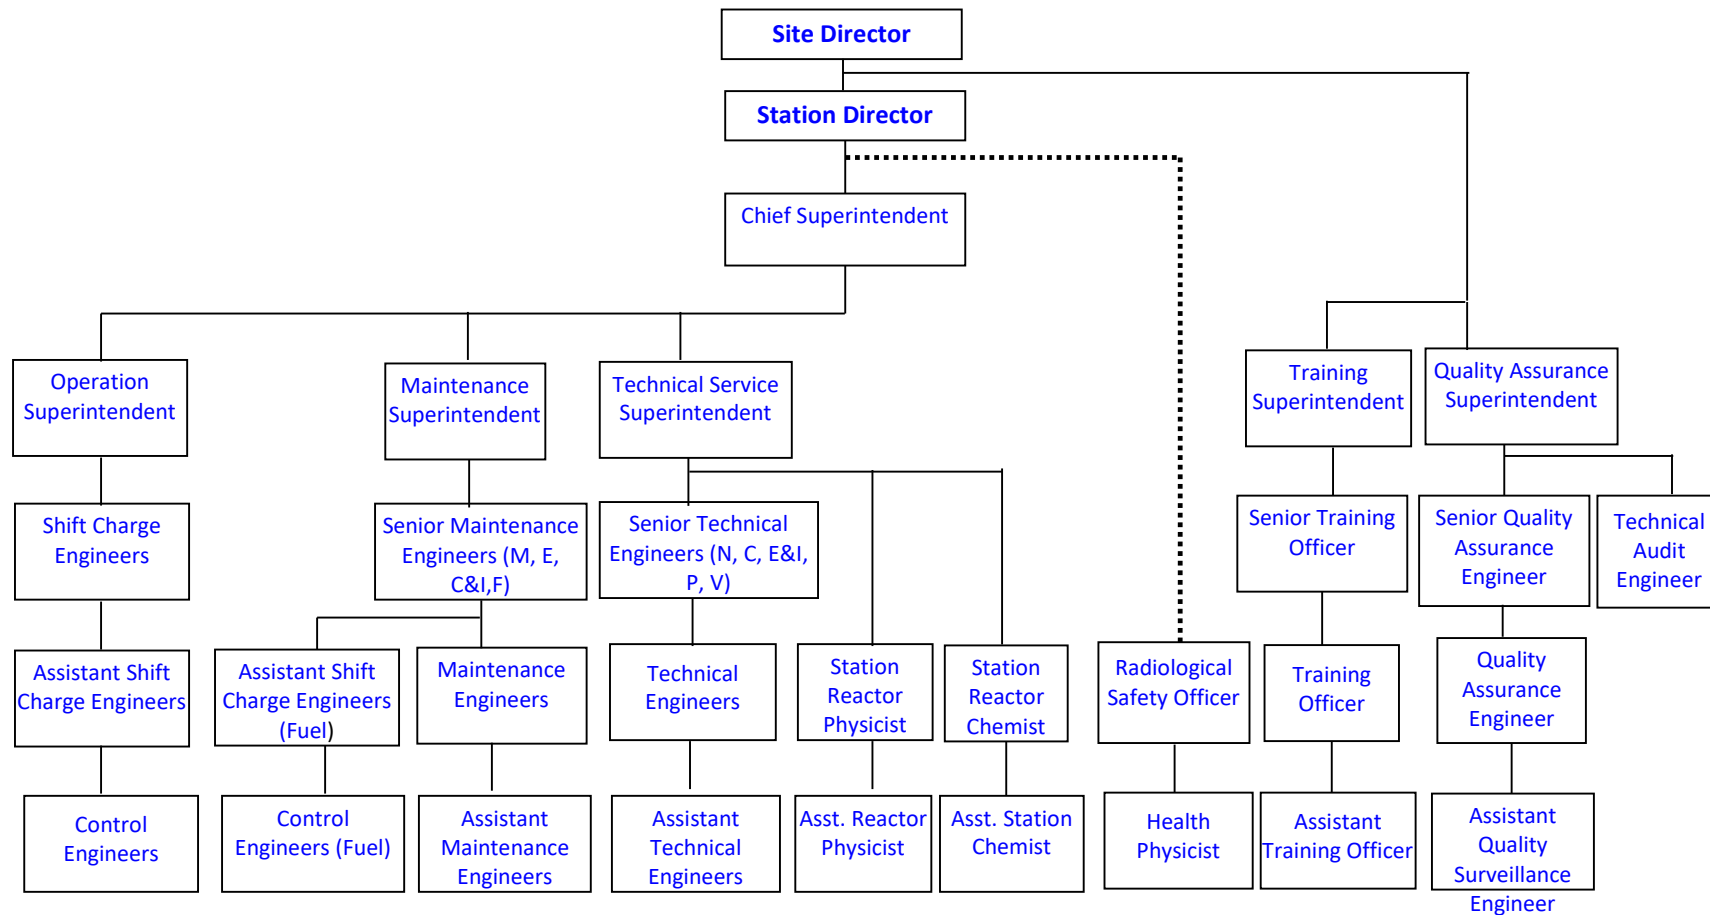 Site Director
Station Director
Chief Superintendent
Operation
Superintendent
Maintenance
Superintendent
Technical Service
Superintendent
Training
Superintendent
Quality Assurance
Superintendent
Shift Charge
Engineers
Senior Maintenance
Engineers (M, E,
C&I,F)
Senior Technical
Engineers (N, C, E&I,
P, V)
Senior Training
Officer
Senior Quality
Assurance
Engineer
Technical
Audit
Engineer
Assistant Shift
Charge Engineers
Assistant Shift
Charge Engineers
(Fuel)
Maintenance
Engineers
Technical
Engineers
Station
Reactor
Physicist
Station
Reactor
Chemist
Radiological
Safety Officer
Training
Officer
Quality
Assurance
Engineer
Control
Engineers
Control
Engineers (Fuel)
Assistant
Maintenance
Engineers
Assistant
Technical
Engineers
Asst. Reactor
Physicist
Asst. Station
Chemist
Health
Physicist
Assistant
Training Officer
Assistant
Quality
Surveillance
Engineer